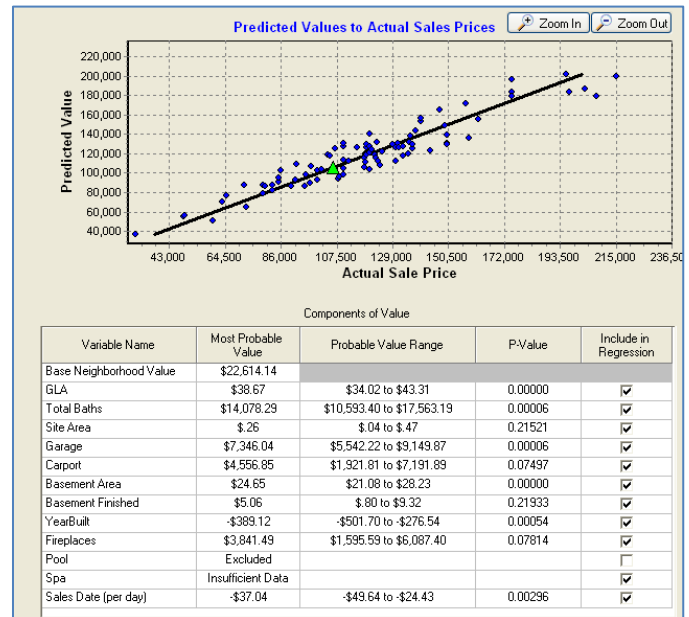 Predicted Values to Actual Sales Prices
Zoom In
Zoom Out
220,000
200,000
180,000
160,000
140,000
120,000
100,000
80,000
60,000
40,000
Predicted Value
43,000 64,500 86,000 107,500 129,000 150,500 172,000 193,500 215,000 236,5
Actual Sale Price
Components of Value
Variable Name Most Probable Value Probable Value Range P-Value Include in Regression
Base Neighborhood Value $22,614.14
GLA $38.67 $34.02 to $43.31 0.00000
Total Baths $14,078.29 $10,593.40 to $17,563.19 0.00006
Site Area $.26 $.04 to $.47 0.21521
Garage $7,346.04 $5,542.22 to $9,149.87 0.00006
Carport $4,556.85 $1,921.81 to $7,191.89 0.07497
Basement Area $24.65 $21.08 to $28.23 0.00000
Basement Finished $5.06 $.80 to $9.32 0.21933
YearBuilt -$389.12 -$501.70 to -$276.54 0.00054
Fireplaces $3,841.49 $1,595.59 to $6,087.40 0.07814
Pool Excluded
Spa Insufficient Data
Sales Date (per day) -$37.04 -$49.64 to -$24.43 0.00296